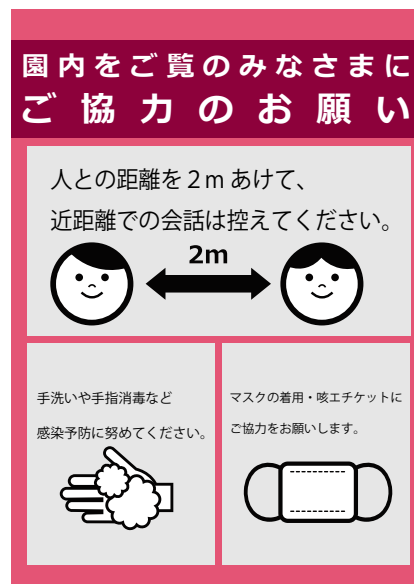 園内をご覧のみなさまに
ご協力のお願い
人との距離を2mあけて、
近距離での会話は控えてください。
2m
手洗いや手指消毒など
感染予防に努めてください。
マスクの着用・咳エチケットに
ご協力をお願いします。